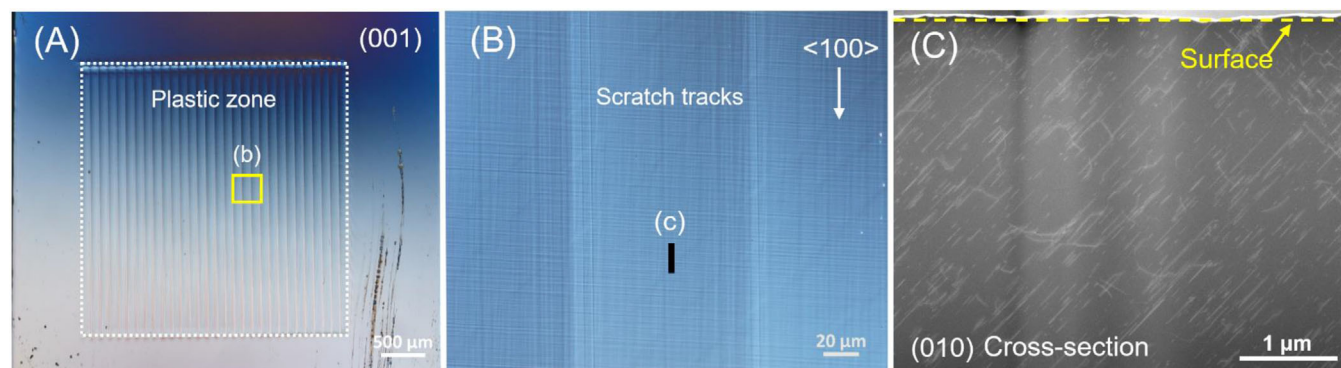 (A)
(001)
Plastic zone
(b)
500 µm
(B)
<100>
Scratch tracks
(c)
20 µm
(C)
Surface
(010) Cross-section
1 µm